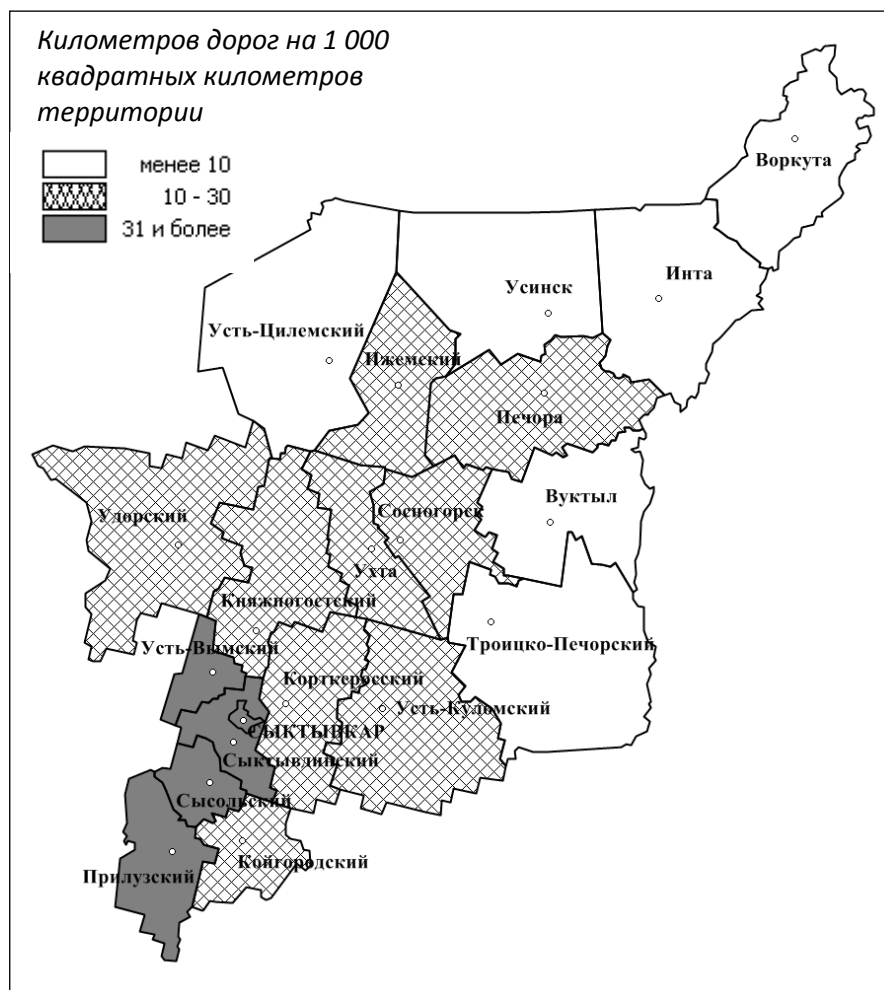 Километров дорог на 1 000
квадратных километров
территории
менее 10
10 - 30
31 и более
Воркута
Инта
Усинск
Усть-Цилемский
Ижемский
Печора
Вуктыл
Сосногорск
Удорский
Ухта
Княжпогостский
Троицко-Печорский
Усть-Вымский
Корткеросский
Усть-Куломский
СЫКТЫВКАР
Сыктывдинский
Сысольский
Койгородский
Прилузский